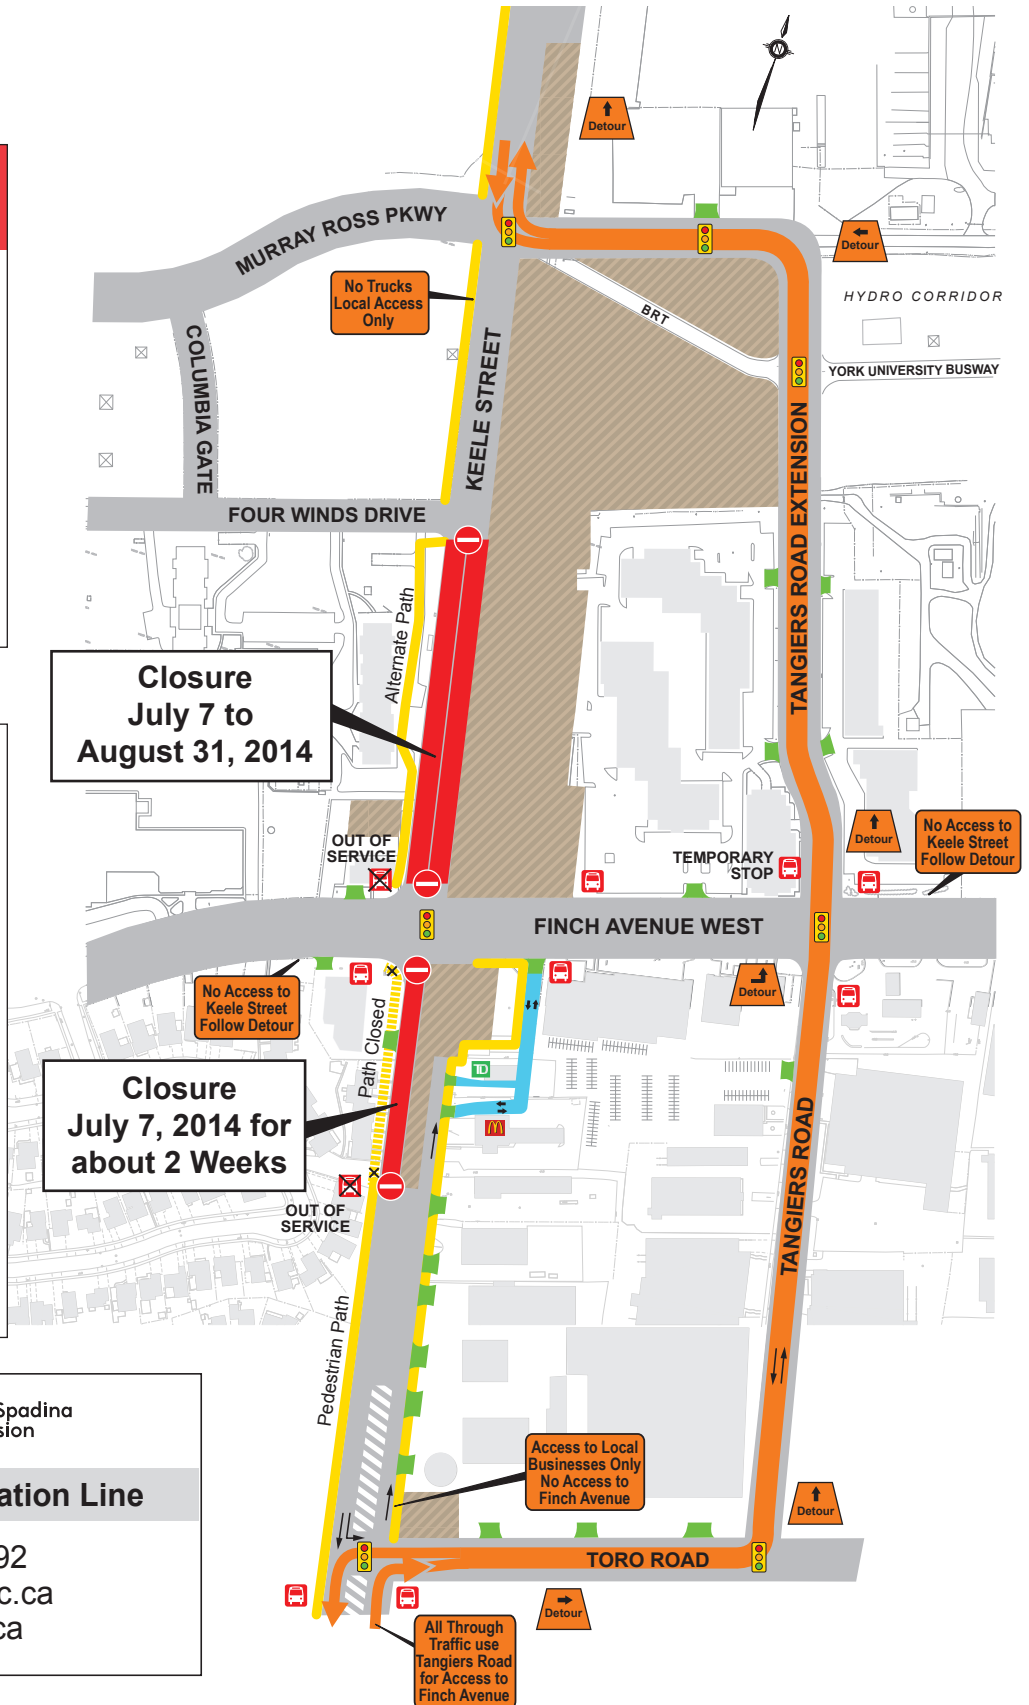 N
Detour
MURRAY ROSS PKWY
Detour
No Trucks
Local Access
Only
HYDRO CORRIDOR
BRT
COLUMBIA GATE
KEELE STREET
YORK UNIVERSITY BUSWAY
TANGIERS ROAD EXTENSION
FOUR WINDS DRIVE
Alternate Path
Closure
July 7 to
August 31, 2014
OUT OF
SERVICE
TEMPORARY
STOP
Detour
No Access to
Keele Street
Follow Detour
FINCH AVENUE WEST
No Access to
Keele Street
Follow Detour
Path Closed
Detour
TD
Closure
July 7, 2014 for
about 2 Weeks
OUT OF
SERVICE
TANGIERS ROAD
Pedestrian Path
Spadina
sion
ation Line
92
c.ca
ca
Access to Local
Businesses Only
No Access to
Finch Avenue
Detour
TORO ROAD
Detour
All Through
Traffic use
Tangiers Road
for Access to
Finch Avenue